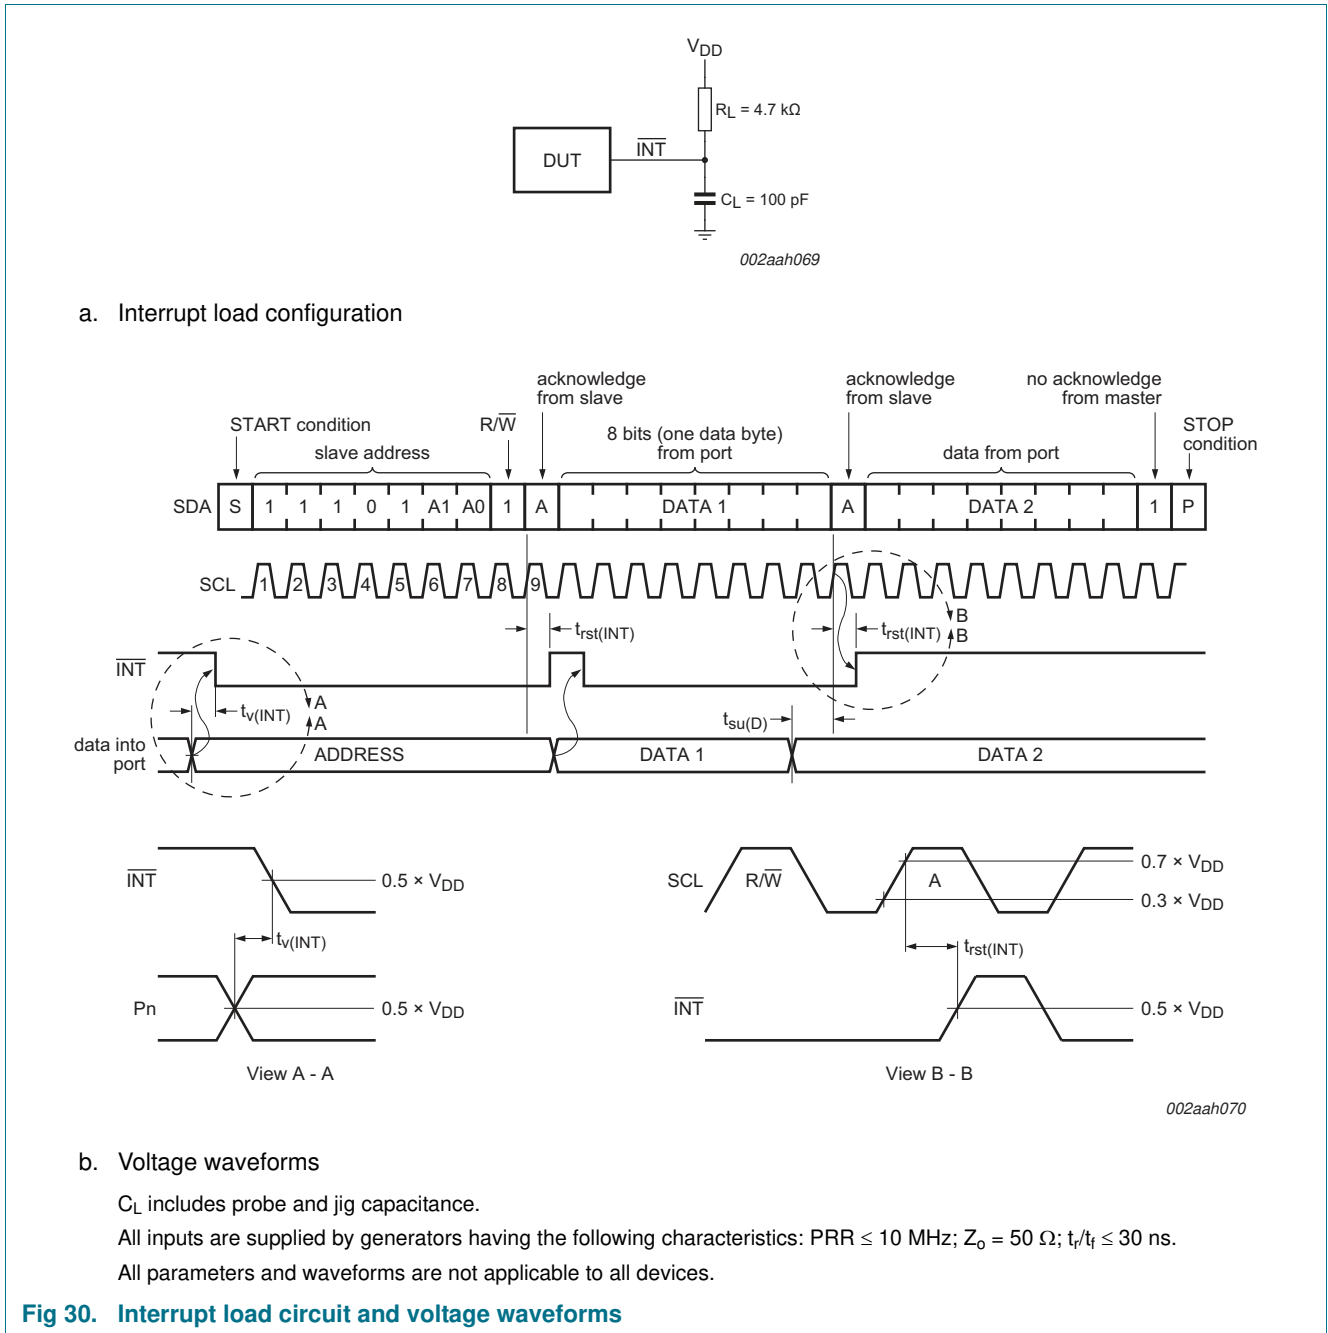 VDD
RL = 4.7 kΩ
INT
DUT
CL = 100 pF
002aah069
a. Interrupt load configuration
acknowledge
from slave
acknowledge
from slave
no acknowledge
from master
START condition
R/W
STOP
condition
slave address
8 bits (one data byte)
from port
data from port
SDA S 1 1 1 0 1 A1 A0 1 A DATA 1 A DATA 2 1 P
SCL 1 2 3 4 5 6 7 8 9
B
B
trst(INT)
trst(INT)
INT
tv(INT)
A
A
tsu(D)
data into
port
ADDRESS
DATA 1
DATA 2
INT
0.5 × VDD
tv(INT)
Pn
0.5 × VDD
View A - A
SCL
R/W
A
0.7 × VDD
0.3 × VDD
trst(INT)
INT
0.5 × VDD
View B - B
002aah070
b. Voltage waveforms
CL includes probe and jig capacitance.
All inputs are supplied by generators having the following characteristics: PRR ≤ 10 MHz; Zo = 50 Ω; tr/tf ≤ 30 ns.
All parameters and waveforms are not applicable to all devices.
Fig 30. Interrupt load circuit and voltage waveforms